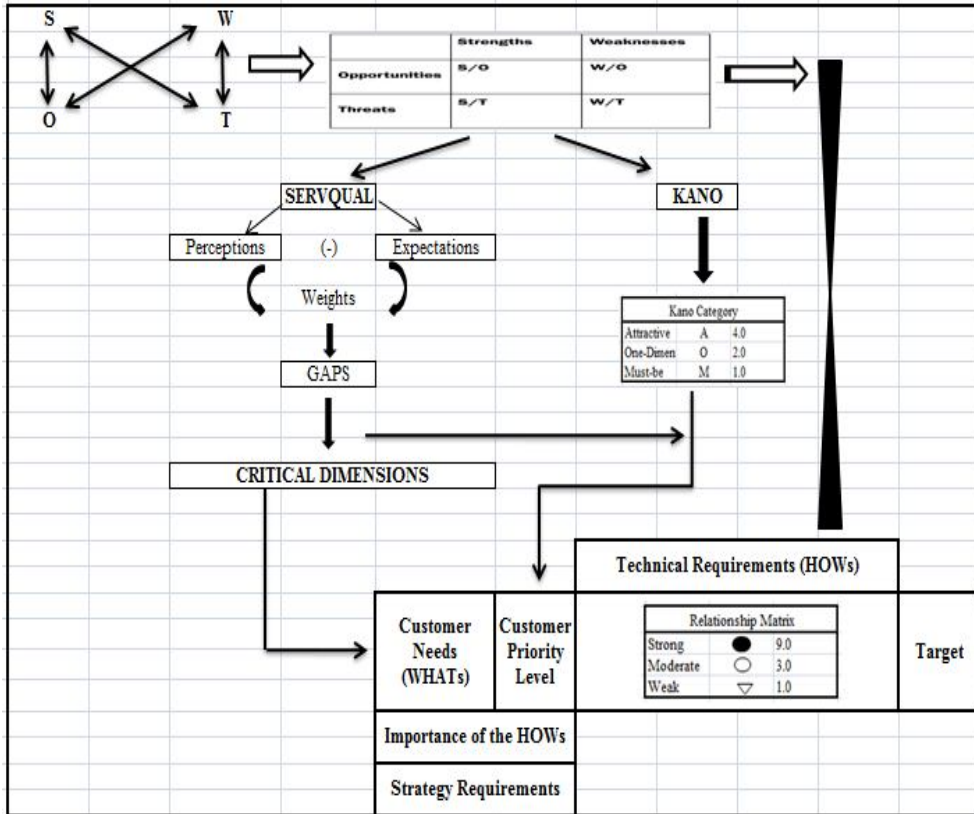 S W
O T
Strengths Weaknesses
Opportunities S/O W/O
Threats S/T W/T
SERVQUAL
KANO
Perceptions (-) Expectations
Weights
GAPS
Kano Category
Attractive A 4.0
One-Dimen O 2.0
Must-be M 1.0
CRITICAL DIMENSIONS
Technical Requirements (HOWs)
Customer
Needs
(WHATs)
Customer
Priority
Level
Relationship Matrix
Strong 9.0
Moderate 3.0
Weak 1.0
Target
Importance of the HOWs
Strategy Requirements